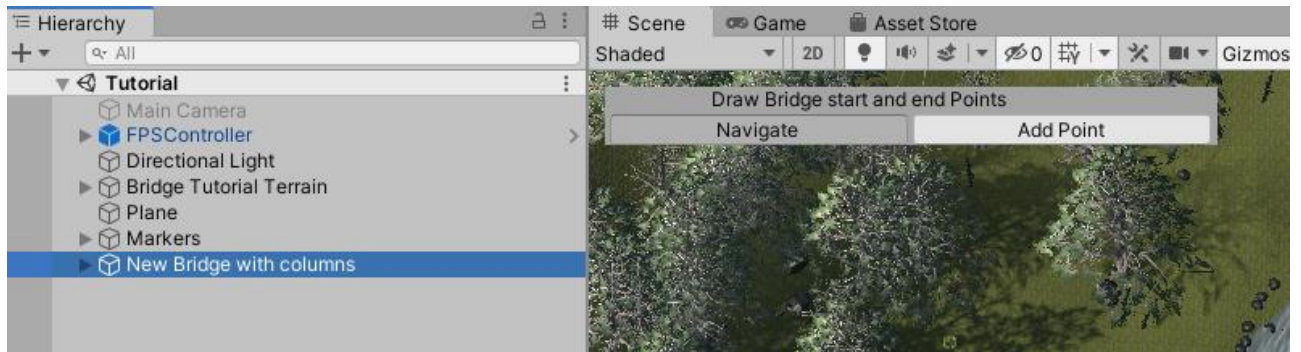 Hierarchy
All
Tutorial
Main Camera
FPSController
Directional Light
Bridge Tutorial Terrain
Plane
Markers
New Bridge with columns
Scene Game Asset Store
Shaded 2D 0 Gizmos
Draw Bridge start and end Points
Navigate Add Point